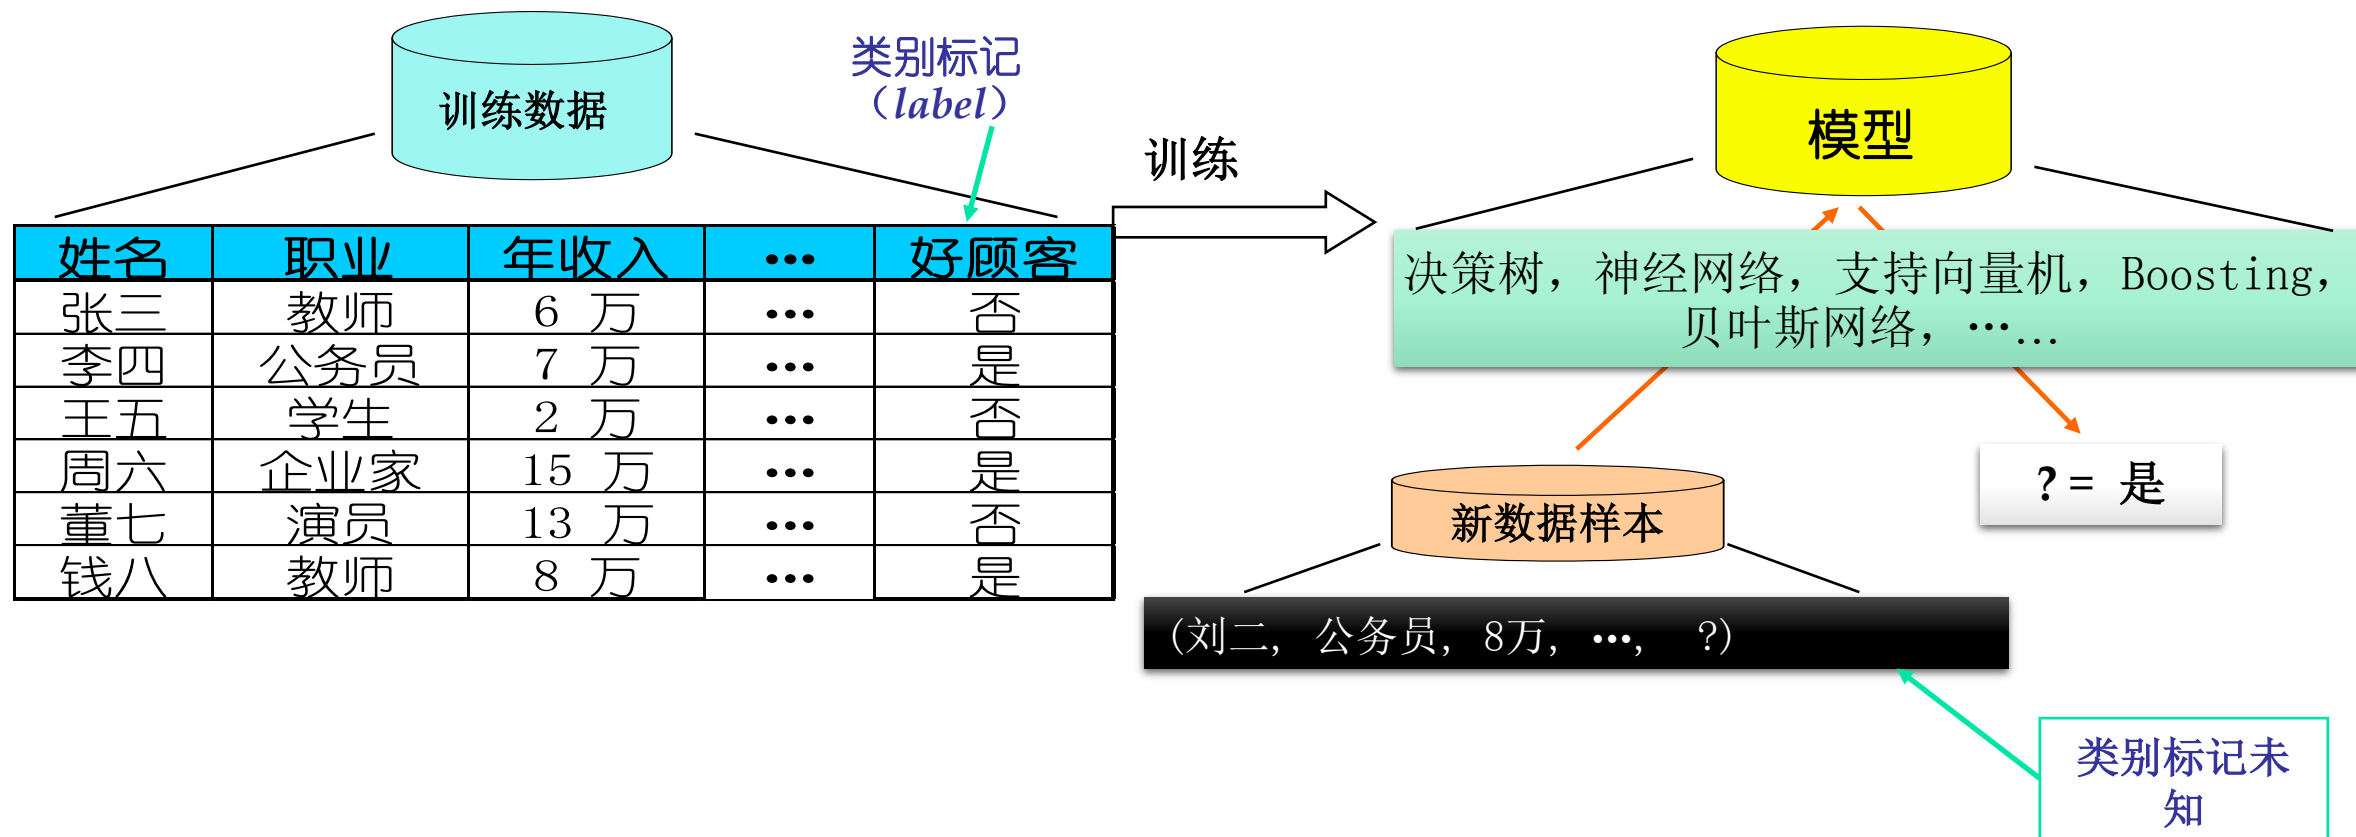 训练数据
类别标记
（label）
训练
模型
姓名 职业 年收入 … 好顾客
张三 教师 6 万 … 否
李四 公务员 7 万 … 是
王五 学生 2 万 … 否
周六 企业家 15 万 … 是
董七 演员 13 万 … 否
钱八 教师 8 万 … 是
决策树，神经网络，支持向量机，Boosting，
贝叶斯网络，…...
? = 是
新数据样本
(刘二, 公务员, 8万, …, ?)
类别标记未
知